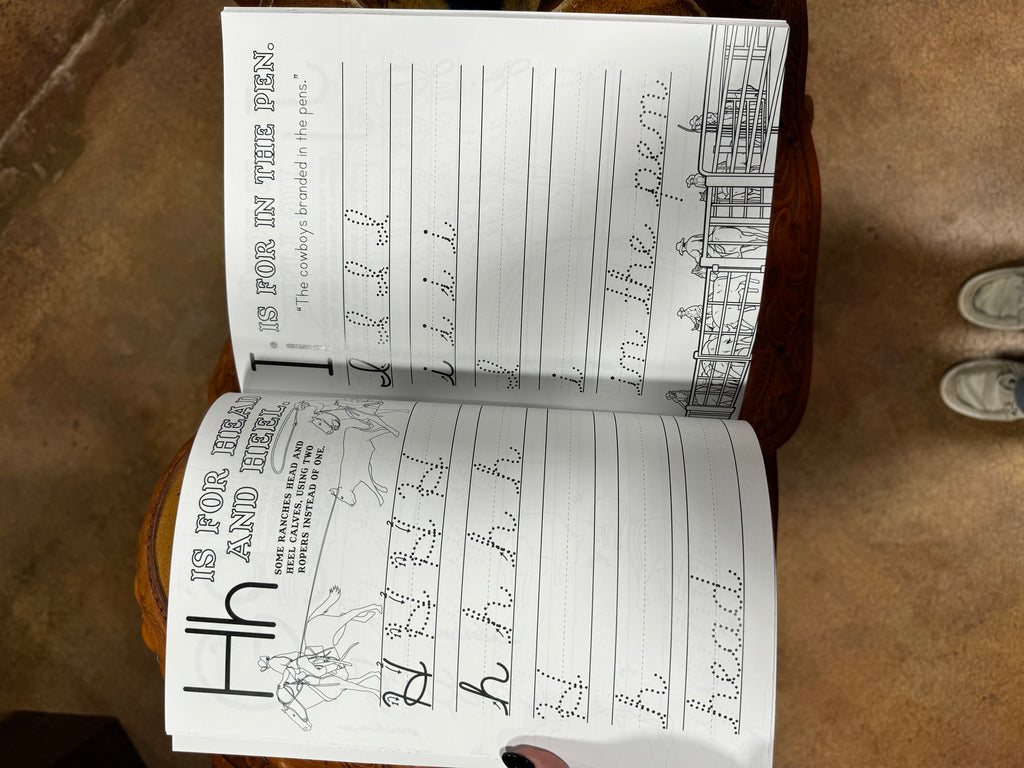 Hh
IS FOR HEAD
AND HEEL.
SOME RANCHES HEAD AND
HEEL CALVES, USING TWO
ROPERS INSTEAD OF ONE.
H H H H
h h h h
H
h
head
Ii
IS FOR IN THE PEN.
"The cowboys branded in the pens."
I I I I
i i i i
I
i
in the pen